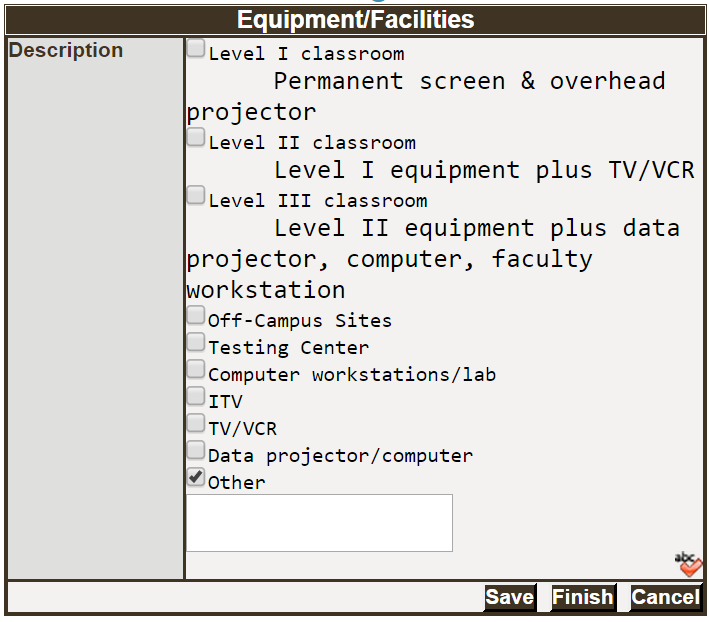 Equipment/Facilities
Description
Level I classroom
Permanent screen & overhead
projector
Level II classroom
Level I equipment plus TV/VCR
Level III classroom
Level II equipment plus data
projector, computer, faculty
workstation
Off-Campus Sites
Testing Center
Computer workstations/lab
ITV
TV/VCR
Data projector/computer
Other
abc
Save Finish Cancel